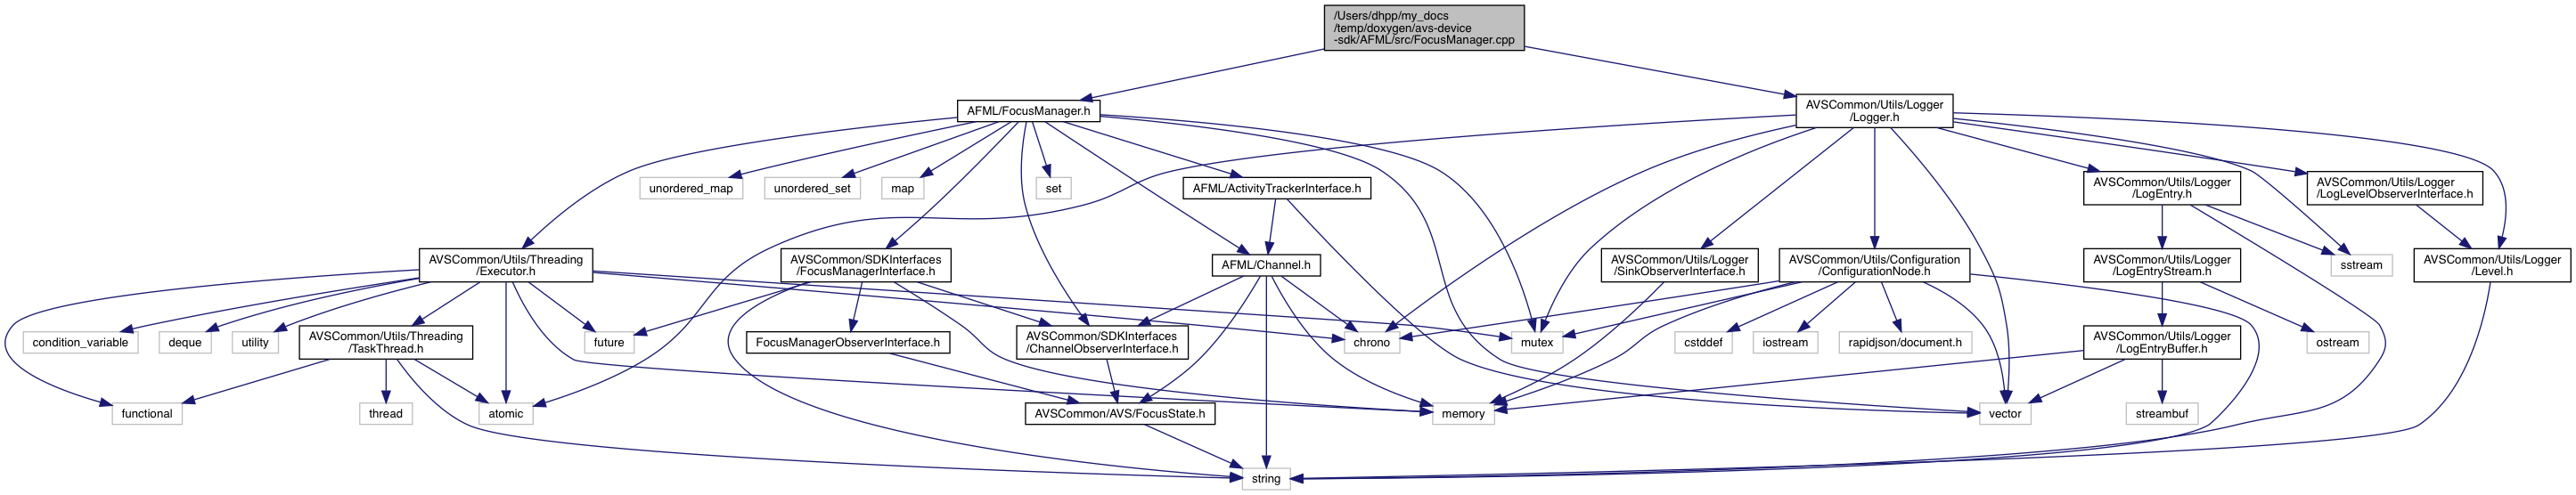 /Users/dhpp/my_docs
/temp/doxygen/avs-device
-sdk/AFML/src/FocusManager.cpp
AFML/FocusManager.h
AVSCommon/Utils/Logger
/Logger.h
unordered_map
unordered_set
map
set
AFML/ActivityTrackerInterface.h
AVSCommon/Utils/Logger
/LogEntry.h
AVSCommon/Utils/Logger
/LogLevelObserverInterface.h
AVSCommon/Utils/Threading
/Executor.h
AVSCommon/SDKInterfaces
/FocusManagerInterface.h
AFML/Channel.h
AVSCommon/Utils/Logger
/SinkObserverInterface.h
AVSCommon/Utils/Configuration
/ConfigurationNode.h
AVSCommon/Utils/Logger
/LogEntryStream.h
sstream
AVSCommon/Utils/Logger
/Level.h
condition_variable
deque
utility
AVSCommon/Utils/Threading
/TaskThread.h
future
FocusManagerObserverInterface.h
AVSCommon/SDKInterfaces
/ChannelObserverInterface.h
chrono
mutex
cstddef
iostream
rapidjson/document.h
AVSCommon/Utils/Logger
/LogEntryBuffer.h
ostream
functional
thread
atomic
AVSCommon/AVS/FocusState.h
memory
vector
streambuf
string